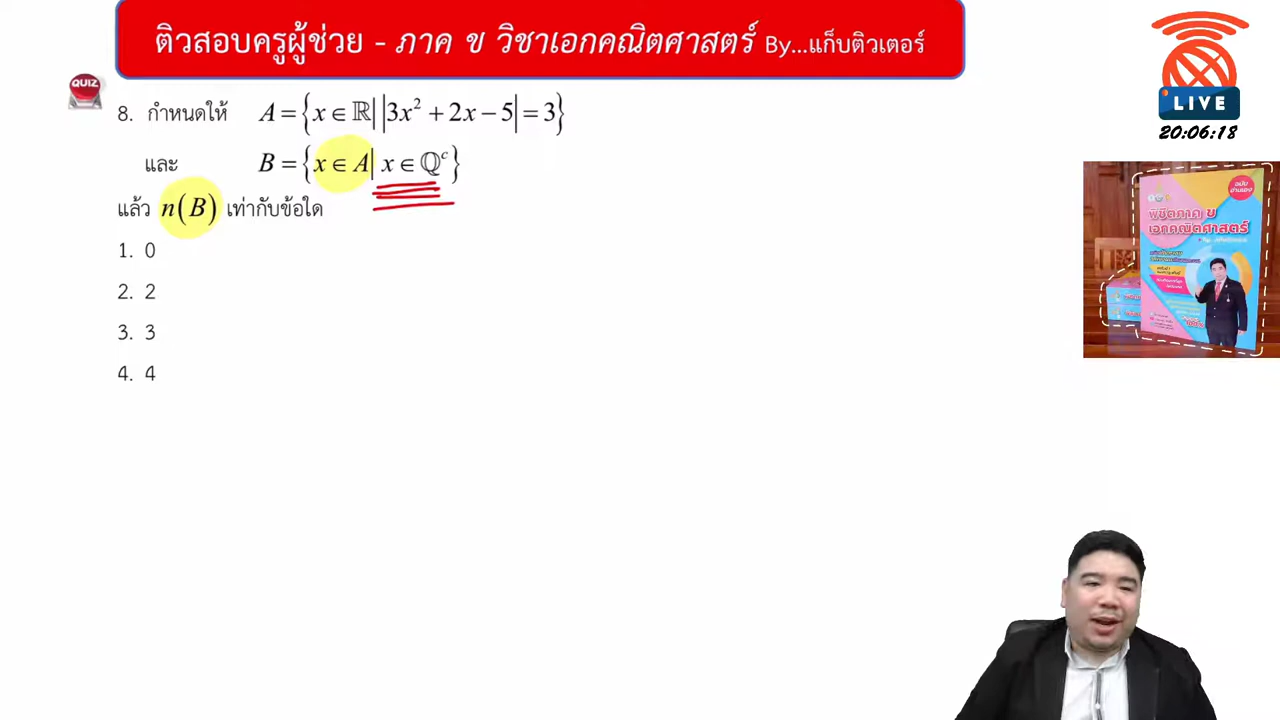 ติวสอบครูผู้ช่วย - ภาค ข วิชาเอกคณิตศาสตร์ By...แก็บติวเตอร์
LIVE
20:06:18
QUIZ
8. กำหนดให้ A = {x ∈ ℝ| |3x² + 2x − 5| = 3}
และ B = {x ∈ A| x ∈ ℚᶜ}
แล้ว n(B) เท่ากับข้อใด
1. 0
2. 2
3. 3
4. 4
พิชิตภาค ข
เอกคณิตศาสตร์